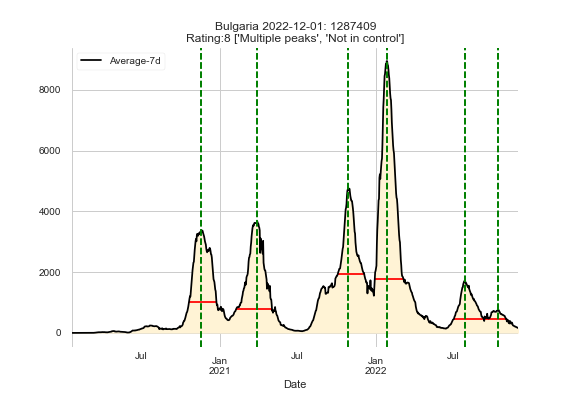 Bulgaria 2022-12-01: 1287409
Rating:8 ['Multiple peaks', 'Not in control']
Average-7d
8000
6000
4000
2000
0
Jul
Jan
2021
Jul
Jan
2022
Jul
Date